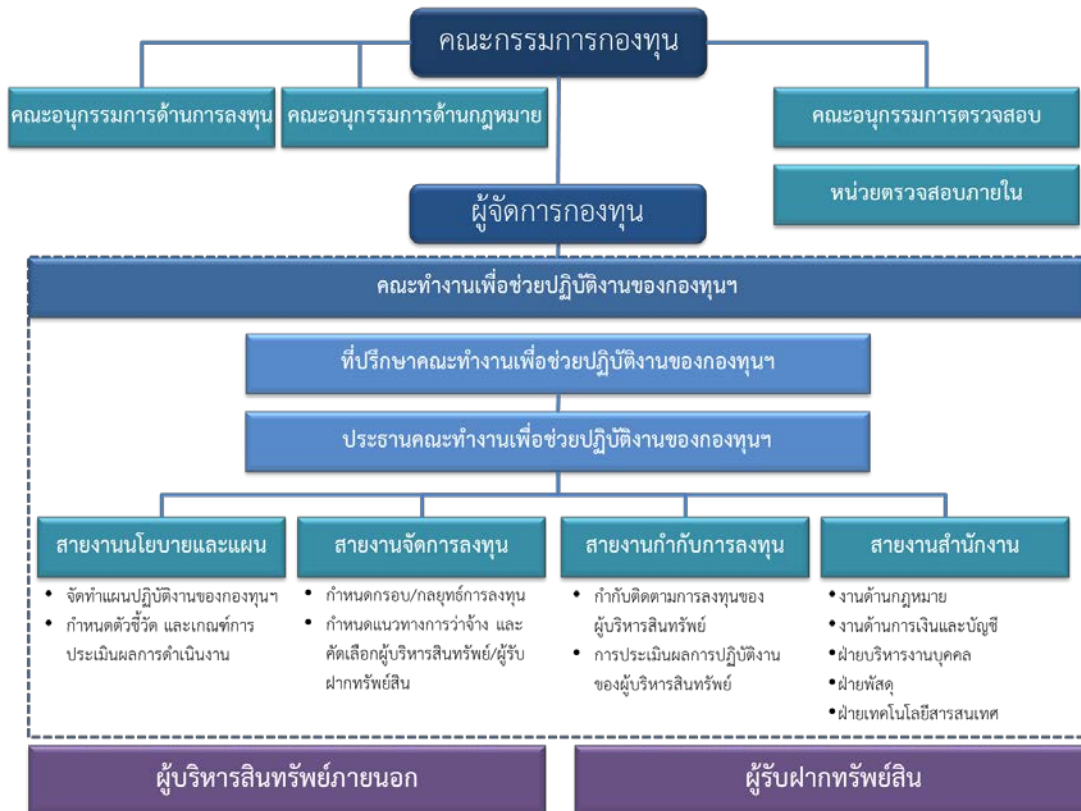 คณะกรรมการกองทุน
คณะอนุกรรมการด้านการลงทุน
คณะอนุกรรมการด้านกฎหมาย
คณะอนุกรรมการตรวจสอบ
หน่วยตรวจสอบภายใน
ผู้จัดการกองทุน
คณะทำงานเพื่อช่วยปฏิบัติงานของกองทุนฯ
ที่ปรึกษาคณะทำงานเพื่อช่วยปฏิบัติงานของกองทุนฯ
ประธานคณะทำงานเพื่อช่วยปฏิบัติงานของกองทุนฯ
สายงานนโยบายและแผน
• จัดทำแผนปฏิบัติงานของกองทุนฯ
• กำหนดตัวชี้วัด และเกณฑ์การ
ประเมินผลการดำเนินงาน
สายงานจัดการลงทุน
• กำหนดกรอบ/กลยุทธ์การลงทุน
• กำหนดแนวทางการว่าจ้าง และ
คัดเลือกผู้บริหารสินทรัพย์/ผู้รับ
ฝากทรัพย์สิน
สายงานกำกับการลงทุน
• กำกับติดตามการลงทุนของ
ผู้บริหารสินทรัพย์
• การประเมินผลการปฏิบัติงาน
ของผู้บริหารสินทรัพย์
สายงานสำนักงาน
• งานด้านกฎหมาย
• งานด้านการเงินและบัญชี
• ฝ่ายบริหารงานบุคคล
• ฝ่ายพัสดุ
• ฝ่ายเทคโนโลยีสารสนเทศ
ผู้บริหารสินทรัพย์ภายนอก
ผู้รับฝากทรัพย์สิน